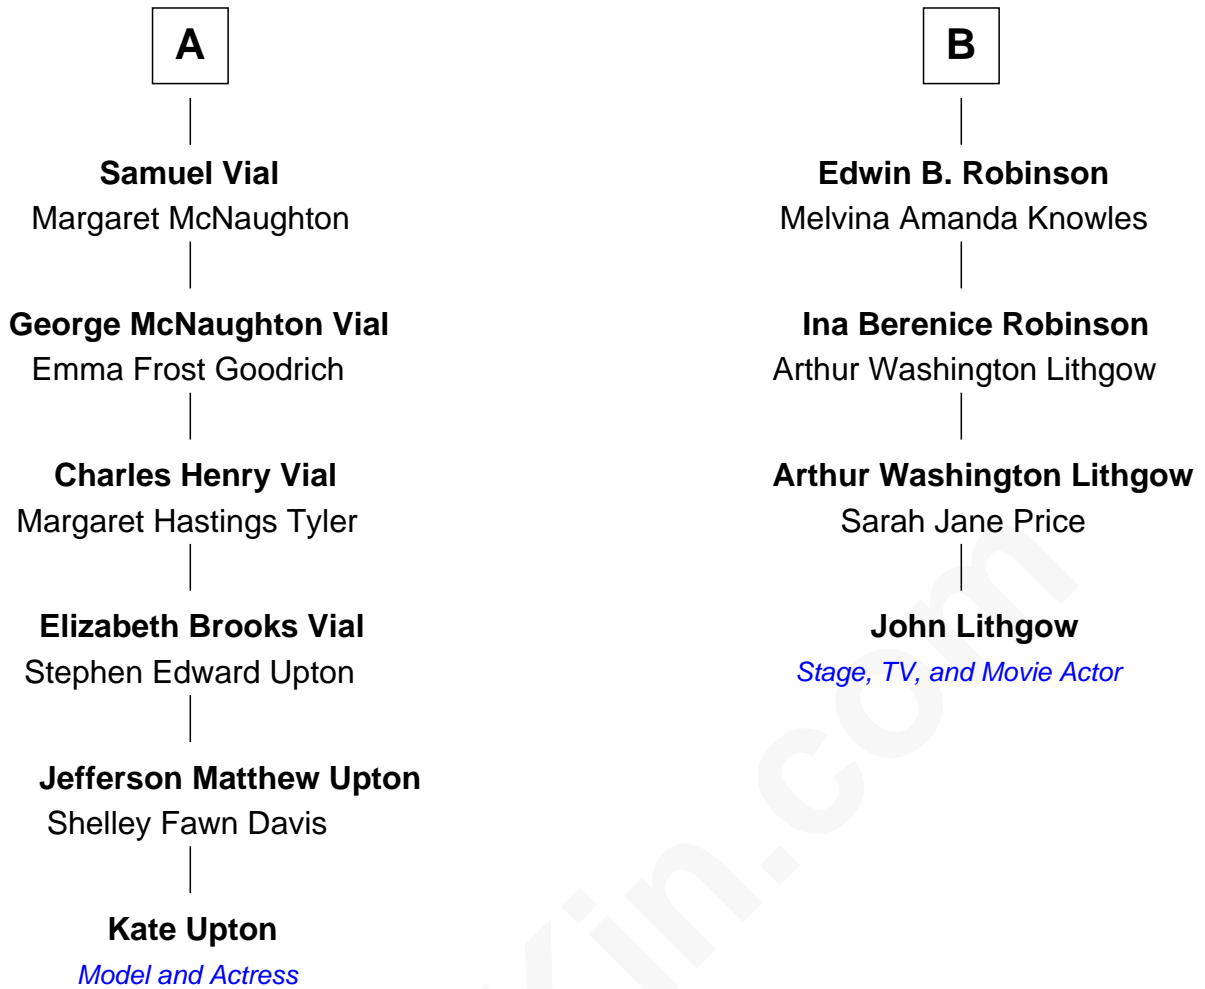 A
B
Samuel Vial
Margaret McNaughton
Edwin B. Robinson
Melvina Amanda Knowles
George McNaughton Vial
Emma Frost Goodrich
Ina Berenice Robinson
Arthur Washington Lithgow
Charles Henry Vial
Margaret Hastings Tyler
Arthur Washington Lithgow
Sarah Jane Price
Elizabeth Brooks Vial
Stephen Edward Upton
John Lithgow
Stage, TV, and Movie Actor
Jefferson Matthew Upton
Shelley Fawn Davis
Kate Upton
Model and Actress
Kin.com